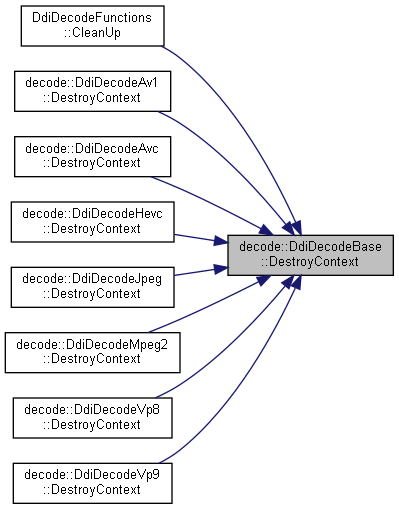 DdiDecodeFunctions
::CleanUp
decode::DdiDecodeAv1
::DestroyContext
decode::DdiDecodeAvc
::DestroyContext
decode::DdiDecodeHevc
::DestroyContext
decode::DdiDecodeBase
::DestroyContext
decode::DdiDecodeJpeg
::DestroyContext
decode::DdiDecodeMpeg2
::DestroyContext
decode::DdiDecodeVp8
::DestroyContext
decode::DdiDecodeVp9
::DestroyContext